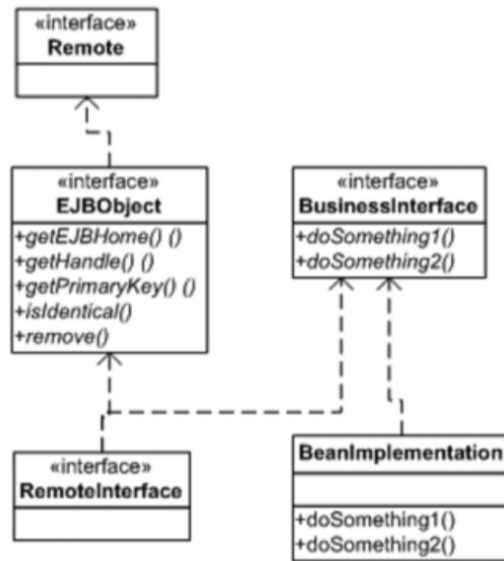 «interface»
Remote
«interface»
EJBObject
+getEJBHome() ()
+getHandle() ()
+getPrimaryKey() ()
+isIdentical()
+remove()
«interface»
BusinessInterface
+doSomething1()
+doSomething2()
«interface»
RemoteInterface
BeanImplementation
+doSomething1()
+doSomething2()